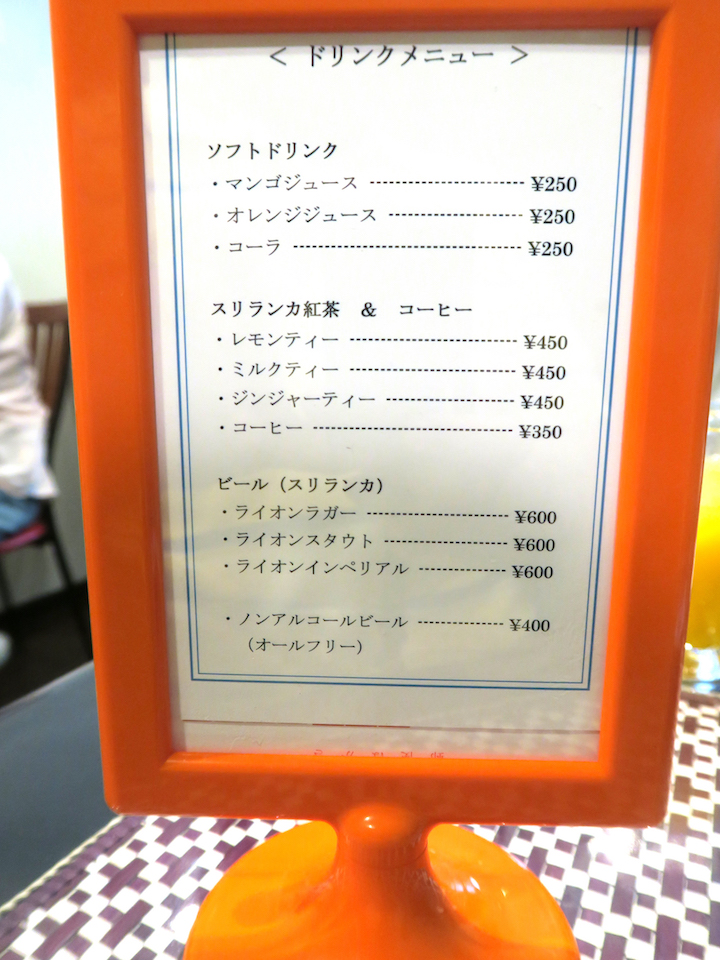 ＜ ドリンクメニュー ＞
ソフトドリンク
・マンゴジュース ---------------------- ¥250
・オレンジジュース ------------------- ¥250
・コーラ -------------------------------- ¥250
スリランカ紅茶　＆　コーヒー
・レモンティー ------------------------ ¥450
・ミルクティー ------------------------ ¥450
・ジンジャーティー ------------------ ¥450
・コーヒー ----------------------------- ¥350
ビール（スリランカ）
・ライオンラガー -------------------- ¥600
・ライオンスタウト ----------------- ¥600
・ライオンインペリアル ------------ ¥600
・ノンアルコールビール ------------ ¥400
（オールフリー）